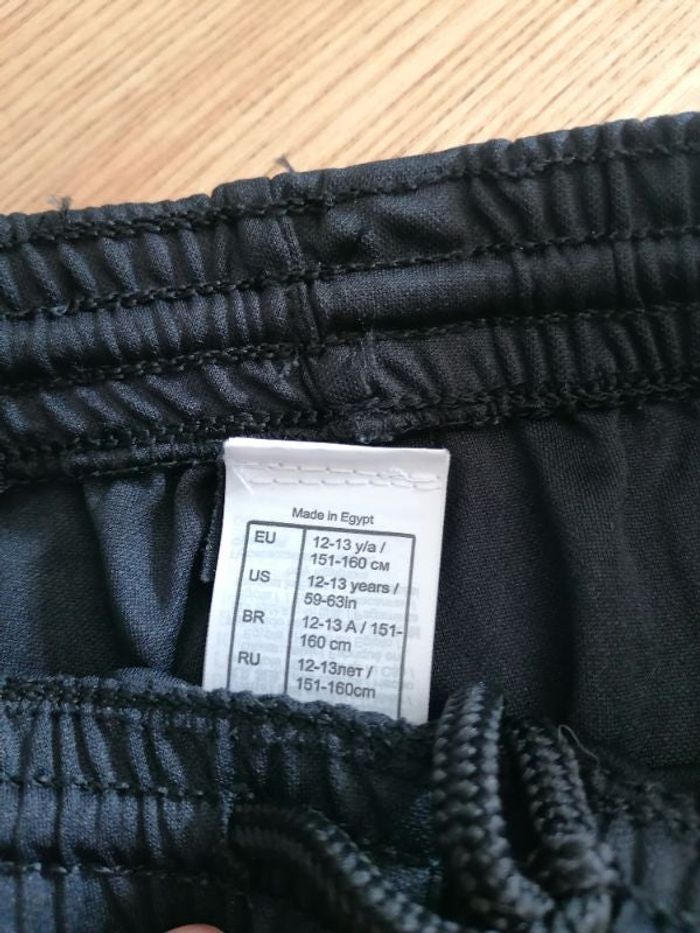 Made in Egypt
EU 12-13 y/a /
151-160 см
US 12-13 years /
59-63in
BR 12-13 A / 151-
160 cm
RU 12-13лет /
151-160cm